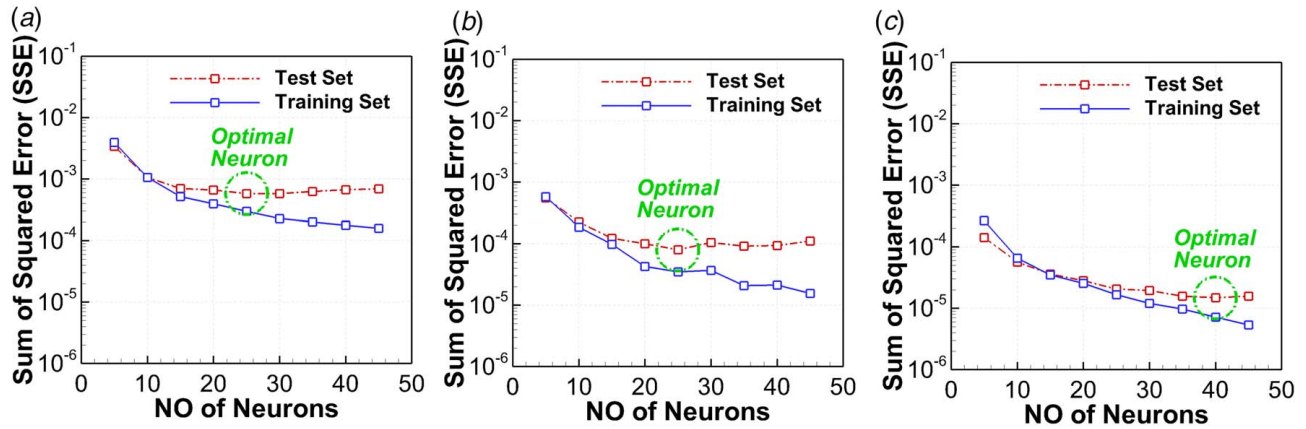 (a)
Sum of Squared Error (SSE)
10^-1
10^-2
10^-3
10^-4
10^-5
10^-6
Test Set
Training Set
Optimal
Neuron
0 10 20 30 40 50
NO of Neurons
(b)
Sum of Squared Error (SSE)
10^-1
10^-2
10^-3
10^-4
10^-5
10^-6
Test Set
Training Set
Optimal
Neuron
0 10 20 30 40 50
NO of Neurons
(c)
Sum of Squared Error (SSE)
10^-1
10^-2
10^-3
10^-4
10^-5
10^-6
Test Set
Training Set
Optimal
Neuron
0 10 20 30 40 50
NO of Neurons